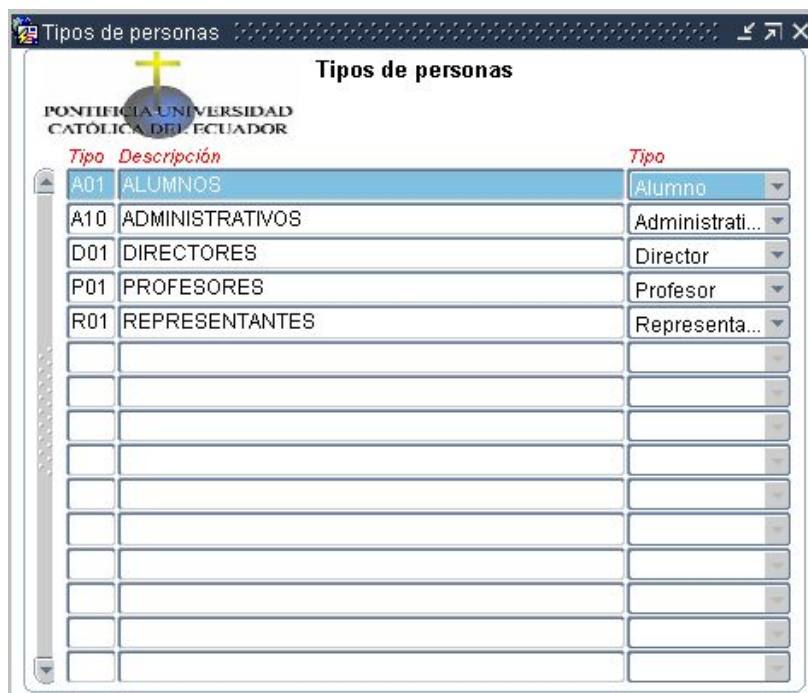 Tipos de personas
Tipos de personas
PONTIFICIA UNIVERSIDAD
CATÓLICA DEL ECUADOR
Tipo Descripción Tipo
A01 ALUMNOS Alumno
A10 ADMINISTRATIVOS Administrati...
D01 DIRECTORES Director
P01 PROFESORES Profesor
R01 REPRESENTANTES Representa...